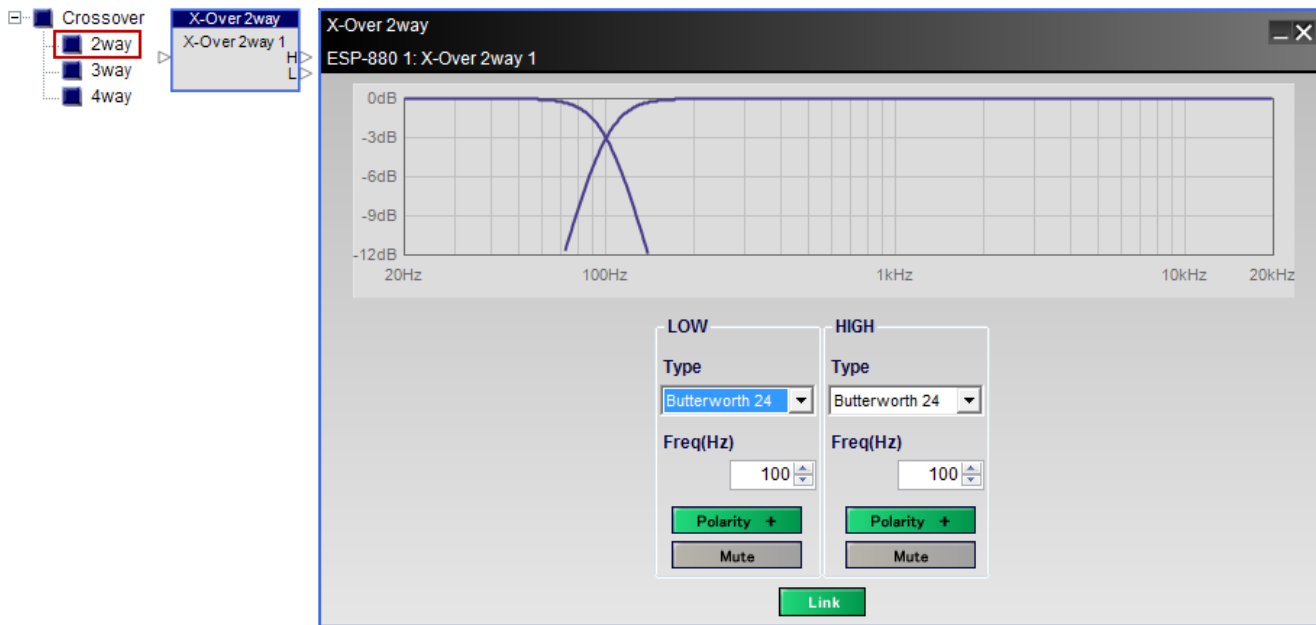 Crossover
2way
3way
4way
X-Over 2way
X-Over 2way 1
H
L
X-Over 2way
ESP-880 1: X-Over 2way 1
0dB
-3dB
-6dB
-9dB
-12dB
20Hz 100Hz 1kHz 10kHz 20kHz
LOW HIGH
Type Type
Butterworth 24 Butterworth 24
Freq(Hz) Freq(Hz)
100 100
Polarity + Polarity +
Mute Mute
Link